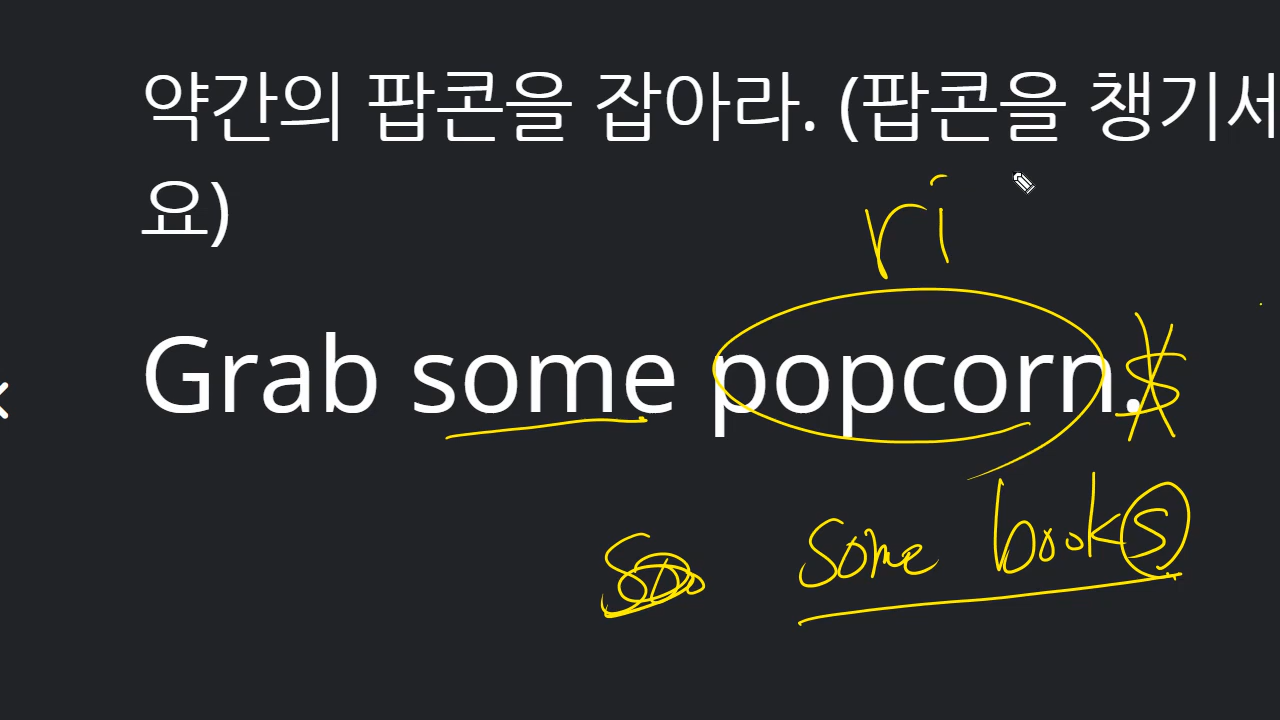 약간의 팝콘을 잡아라. (팝콘을 챙기세
요)
ri
Grab some popcorn.
some books